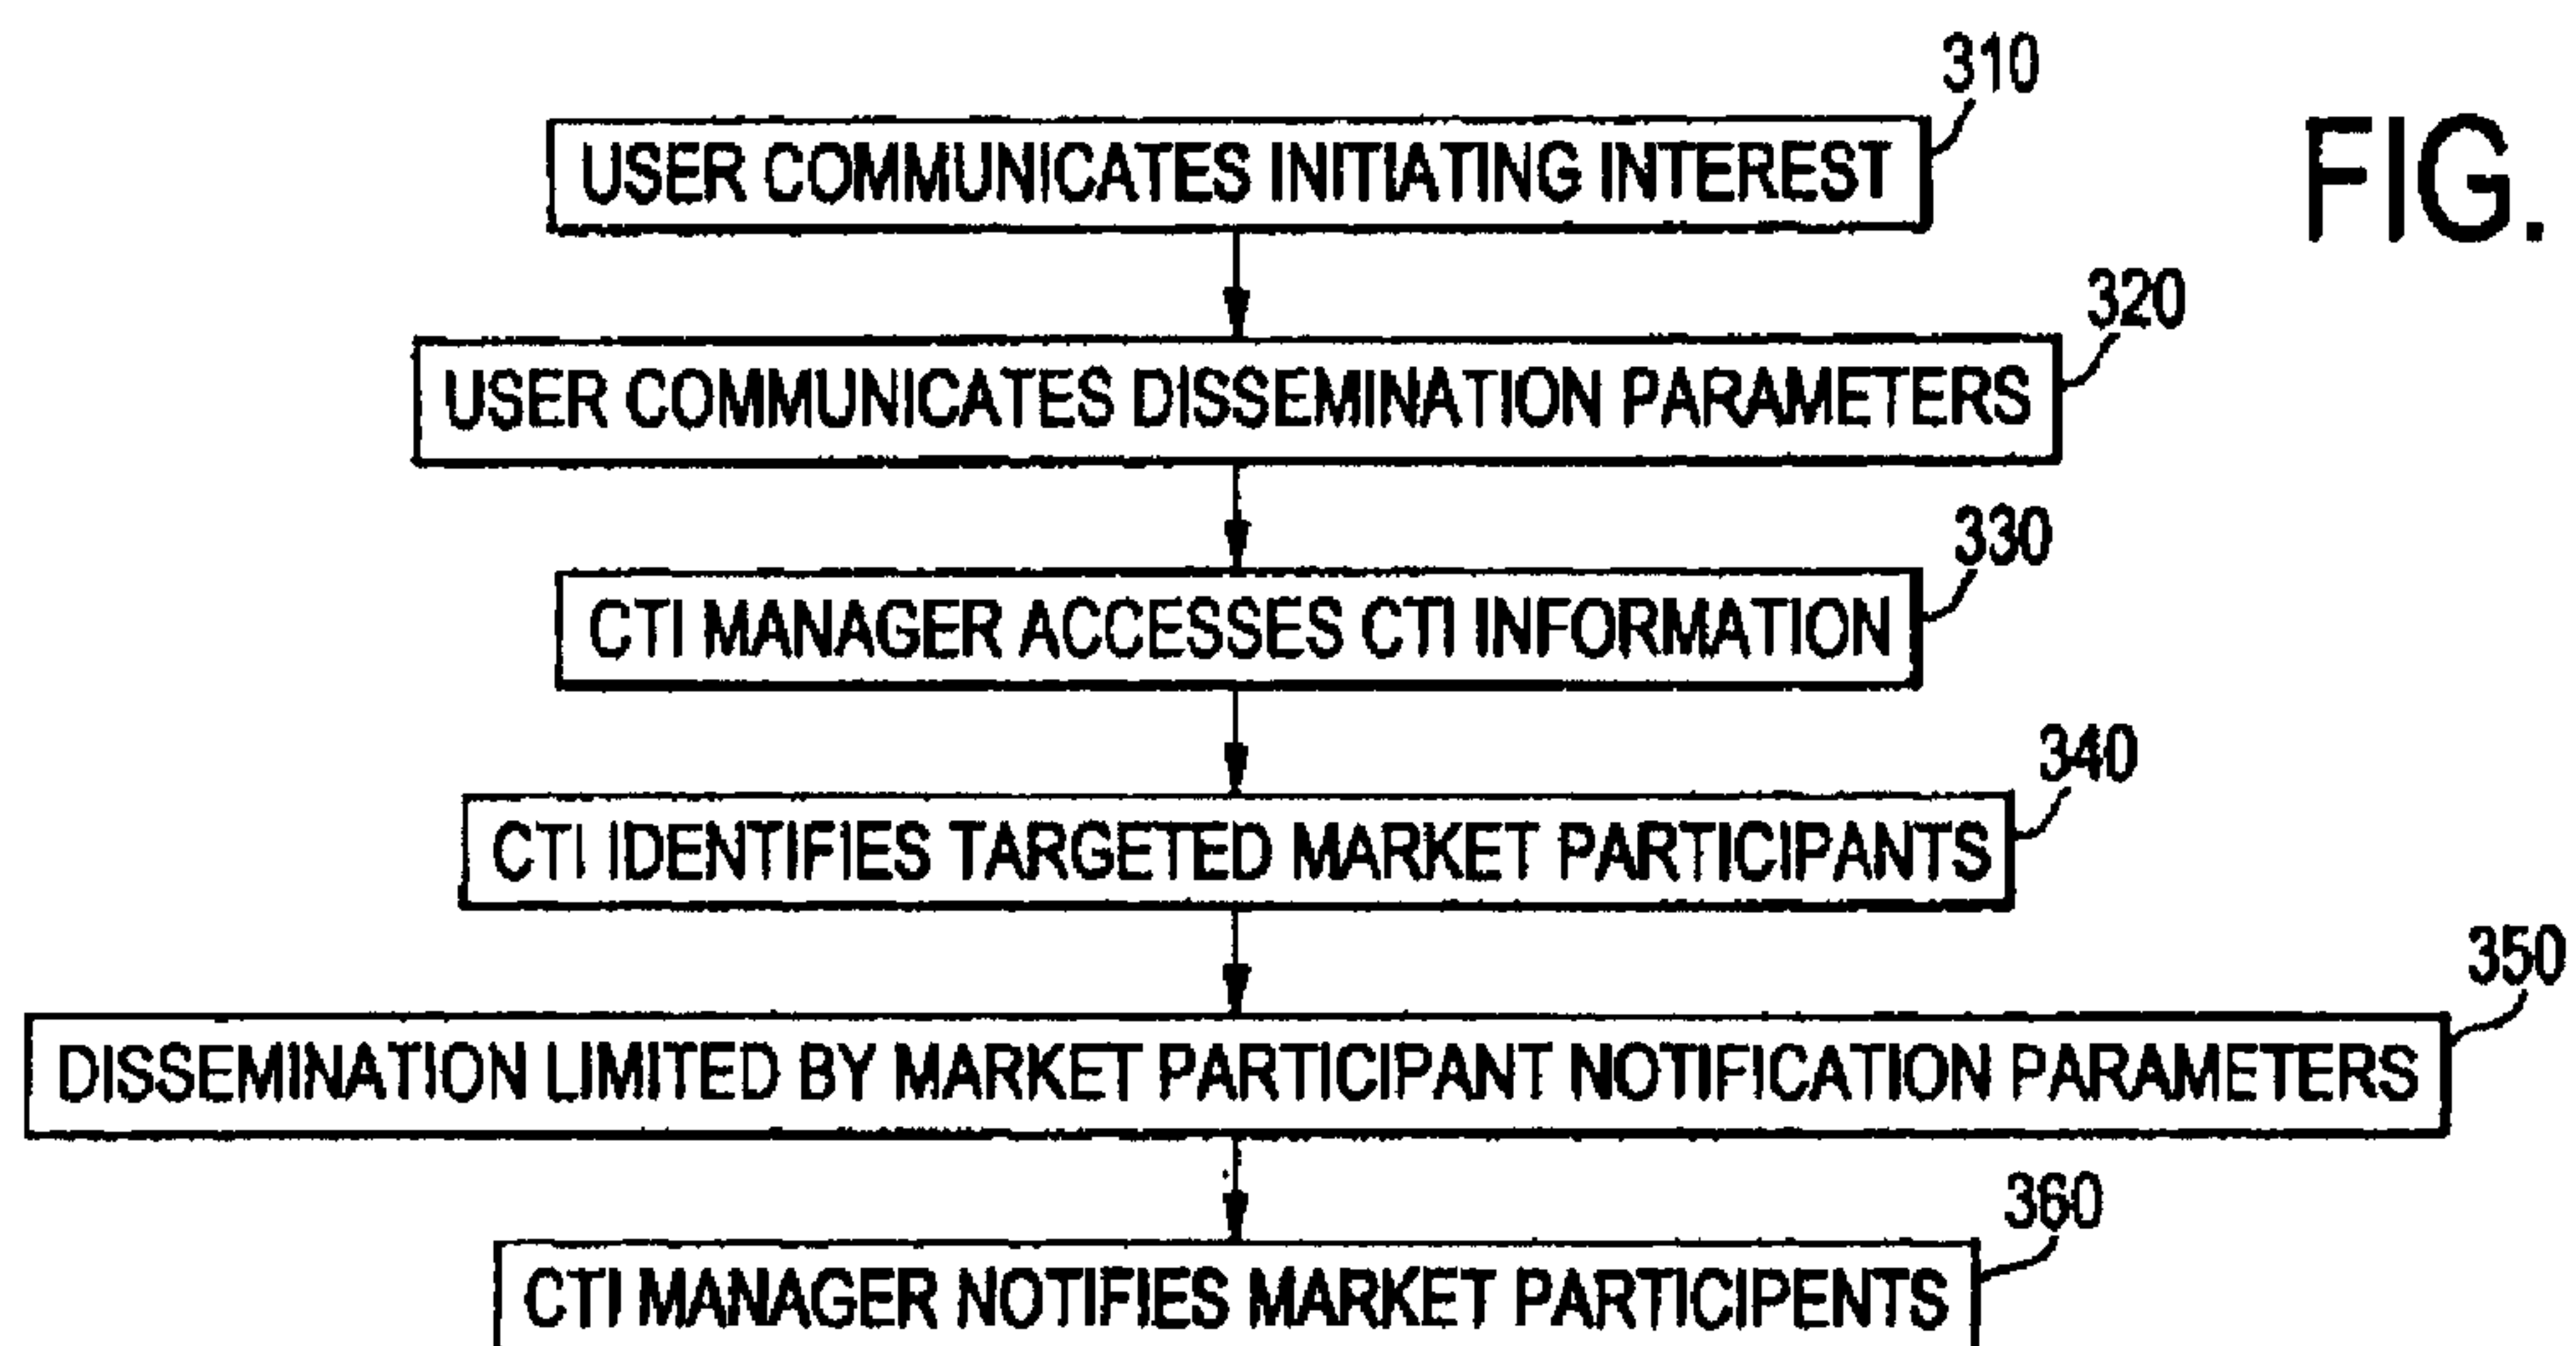 310
USER COMMUNICATES INITIATING INTEREST
FIG.
320
USER COMMUNICATES DISSEMINATION PARAMETERS
330
CTI MANAGER ACCESSES CTI INFORMATION
340
CTI IDENTIFIES TARGETED MARKET PARTICIPANTS
350
DISSEMINATION LIMITED BY MARKET PARTICIPANT NOTIFICATION PARAMETERS
360
CTI MANAGER NOTIFIES MARKET PARTICIPENTS